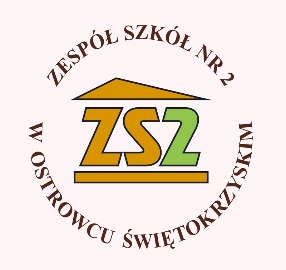 ZESPÓŁ SZKÓŁ NR 2
ZS2
W OSTROWCU ŚWIĘTOKRZYSKIM